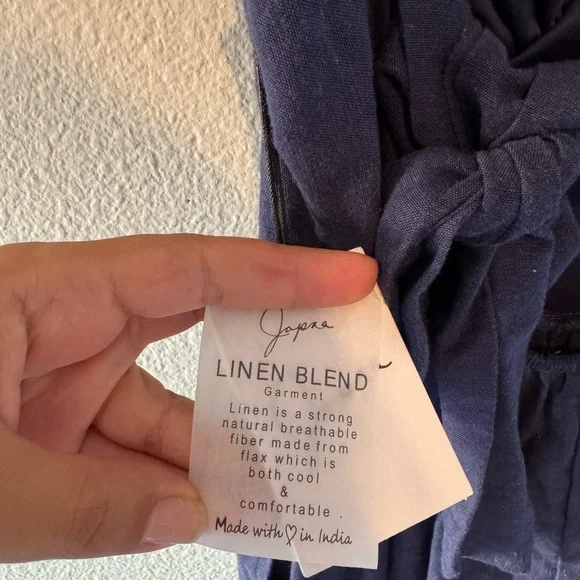 Japna
LINEN BLEND
Garment
Linen is a strong
natural breathable
fiber made from
flax which is
both cool
&
comfortable .
Made with ♡ in India